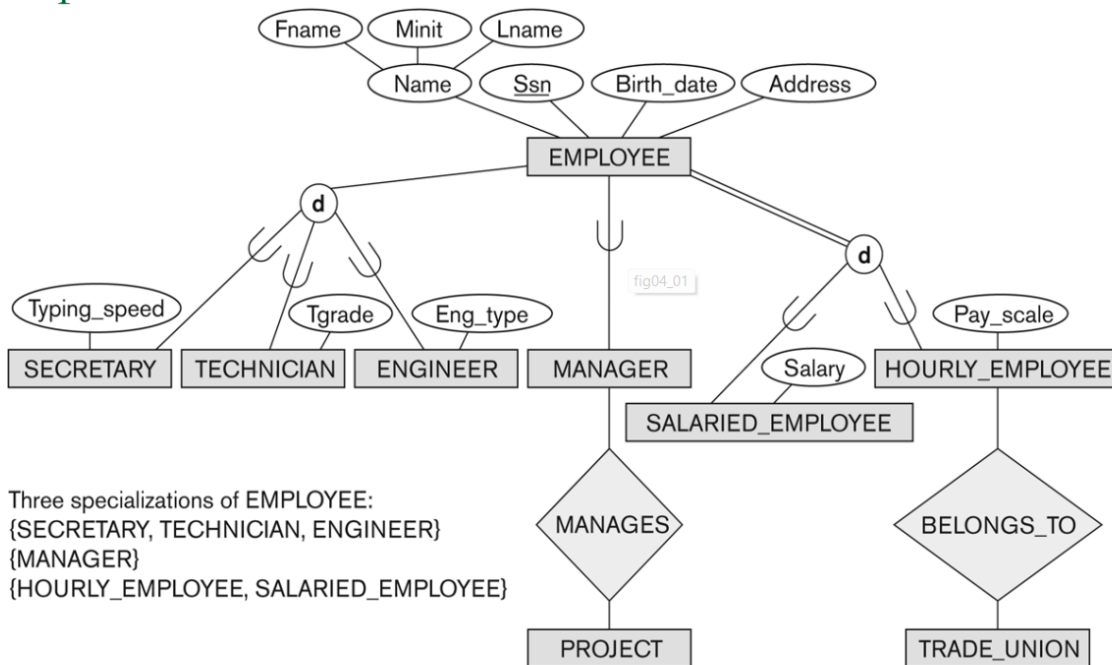 Fname Minit Lname
Name Ssn Birth_date Address
EMPLOYEE
d
d
fig04_01
Typing_speed Tgrade Eng_type Pay_scale
SECRETARY TECHNICIAN ENGINEER MANAGER Salary HOURLY_EMPLOYEE
SALARIED_EMPLOYEE
Three specializations of EMPLOYEE:
{SECRETARY, TECHNICIAN, ENGINEER}
{MANAGER}
{HOURLY_EMPLOYEE, SALARIED_EMPLOYEE}
MANAGES BELONGS_TO
PROJECT TRADE_UNION